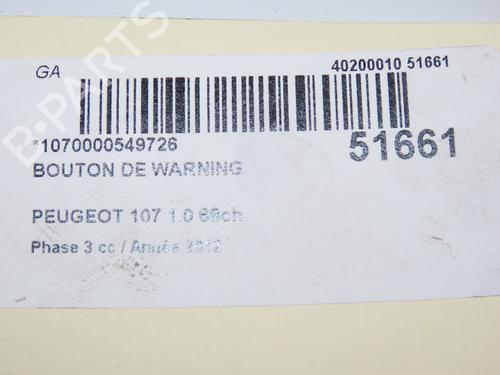 B-PARTS
GA
40200010 51661
*1070000549726
51661
BOUTON DE WARNING
PEUGEOT 107 1.0 68ch
Phase 3 cc / Année 2012